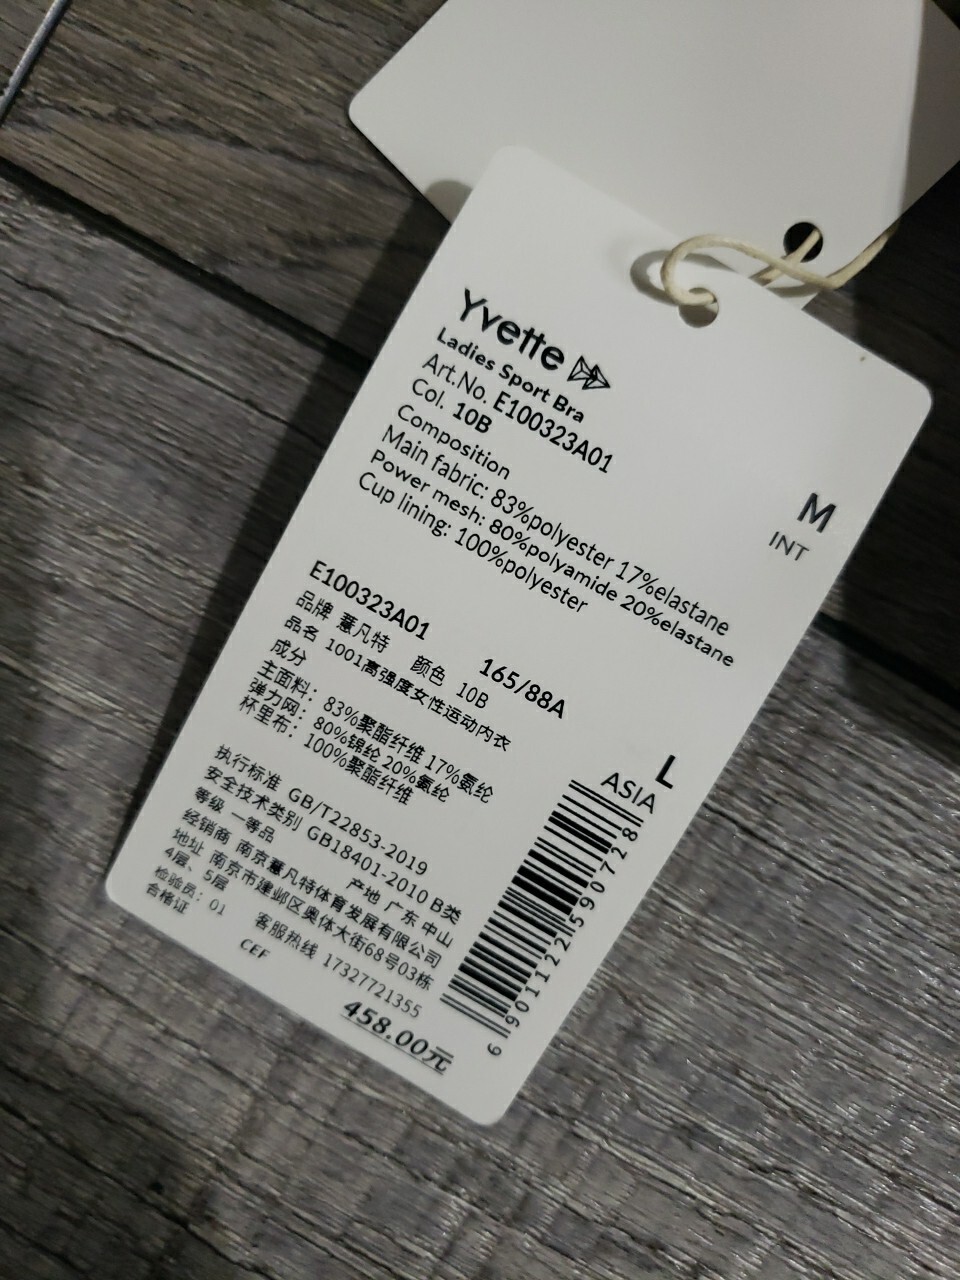 Yvette
Ladies Sport Bra
Art.No. E100323A01
Col. 10B
Composition
Main fabric: 83%polyester 17%elastane
Power mesh: 80%polyamide 20%elastane
Cup lining: 100%polyester
M
INT
E100323A01
165/88A
品牌 薏凡特 颜色 10B
品名 1001高强度女性运动内衣
成分
主面料: 83%聚酯纤维 17%氨纶
弹力网: 80%锦纶 20%氨纶
杯里布: 100%聚酯纤维
L
ASIA
执行标准 GB/T22853-2019
安全技术类别 GB18401-2010 B类
等级 一等品 产地 广东 中山
经销商 南京薏凡特体育发展有限公司
地址 南京市建邺区奥体大街68号03栋
4层、5层
客服热线 17327721355
检验员: 01
合格证
CEF
458.00元
6 901122 590728